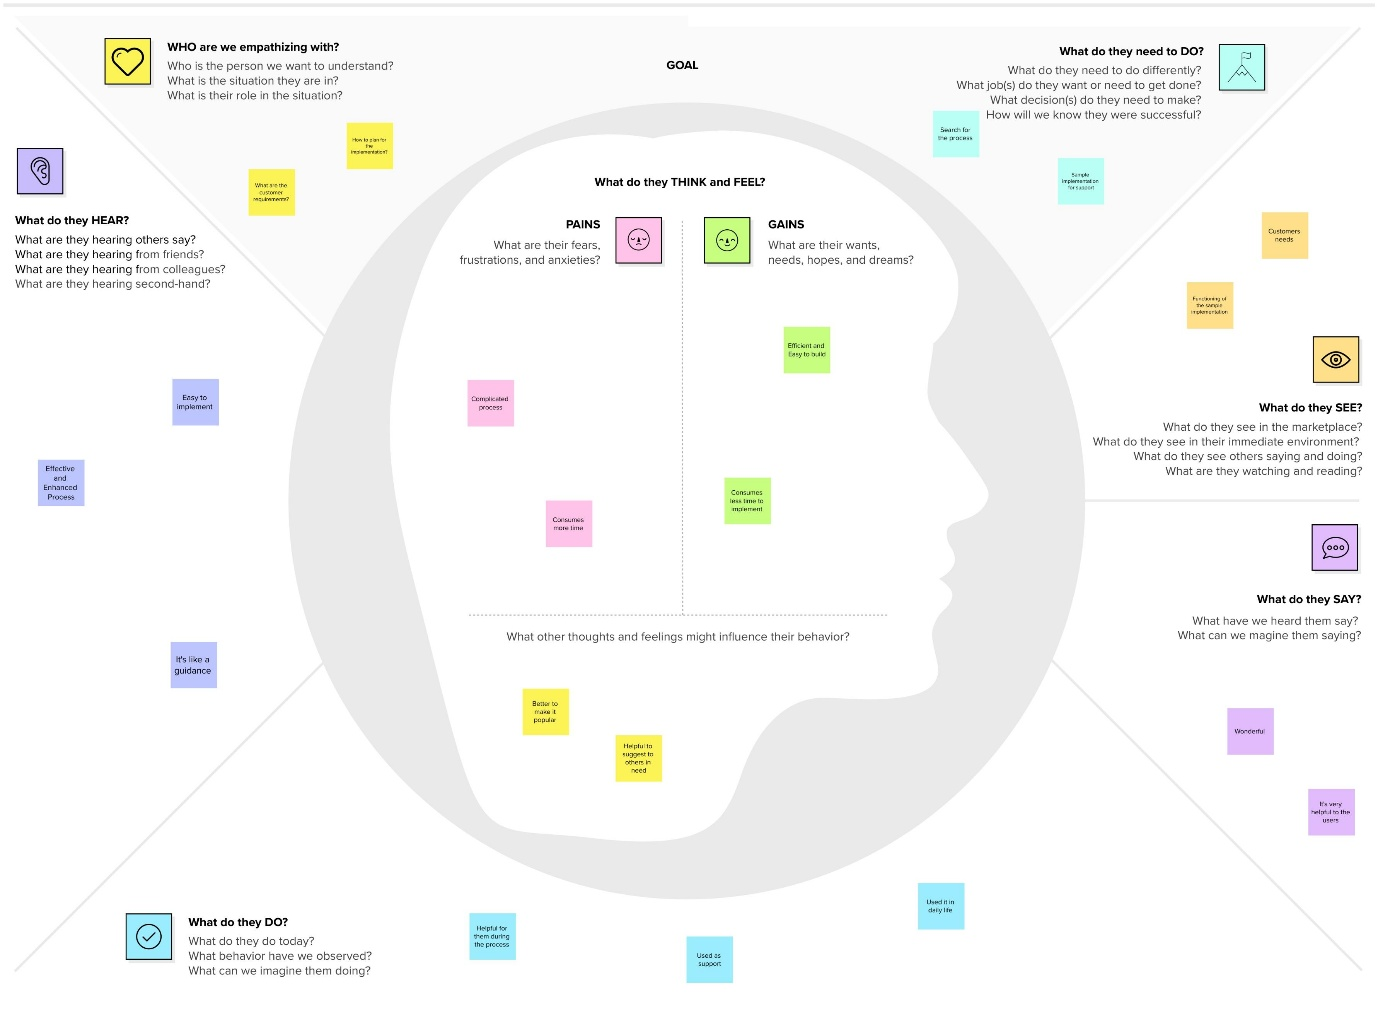 WHO are we empathizing with?
Who is the person we want to understand?
What is the situation they are in?
What is their role in the situation?
How to plan for
the
implementation?
What are the
customer
requirements?
GOAL
What do they need to DO?
What do they need to do differently?
What job(s) do they want or need to get done?
What decision(s) do they need to make?
How will we know they were successful?
Search for
the process
Sample
implementation
for support
What do they HEAR?
What are they hearing others say?
What are they hearing from friends?
What are they hearing from colleagues?
What are they hearing second-hand?
Easy to
implement
Effective
and
Enhanced
Process
It's like a
guidance
What do they THINK and FEEL?
PAINS
What are their fears,
frustrations, and anxieties?
Complicated
process
Consumes
more time
GAINS
What are their wants,
needs, hopes, and dreams?
Efficient and
Easy to build
Consumes
less time to
implement
What other thoughts and feelings might influence their behavior?
Better to
make it
popular
Helpful to
suggest to
others in
need
Customers
needs
Functioning of
the sample
implementation
What do they SEE?
What do they see in the marketplace?
What do they see in their immediate environment?
What do they see others saying and doing?
What are they watching and reading?
What do they SAY?
What have we heard them say?
What can we magine them saying?
Wonderful
It's very
helpful to the
users
What do they DO?
What do they do today?
What behavior have we observed?
What can we imagine them doing?
Helpful for
them during
the process
Used as
support
Used it in
daily life